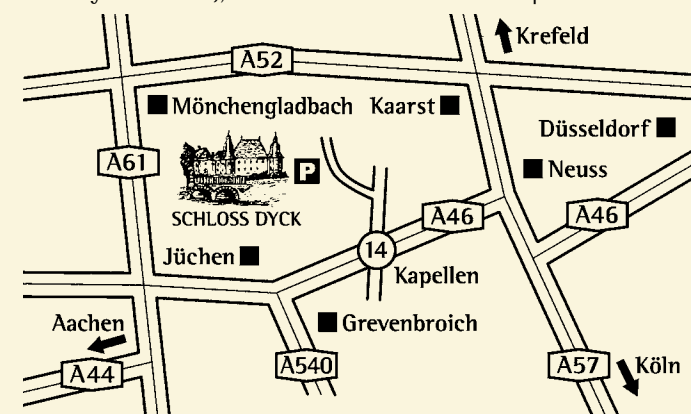 Krefeld
A52
Mönchengladbach
Kaarst
Düsseldorf
A61
P
Neuss
SCHLOSS DYCK
A46
A46
Jüchen
14
Kapellen
Aachen
Grevenbroich
A44
A540
A57
Köln